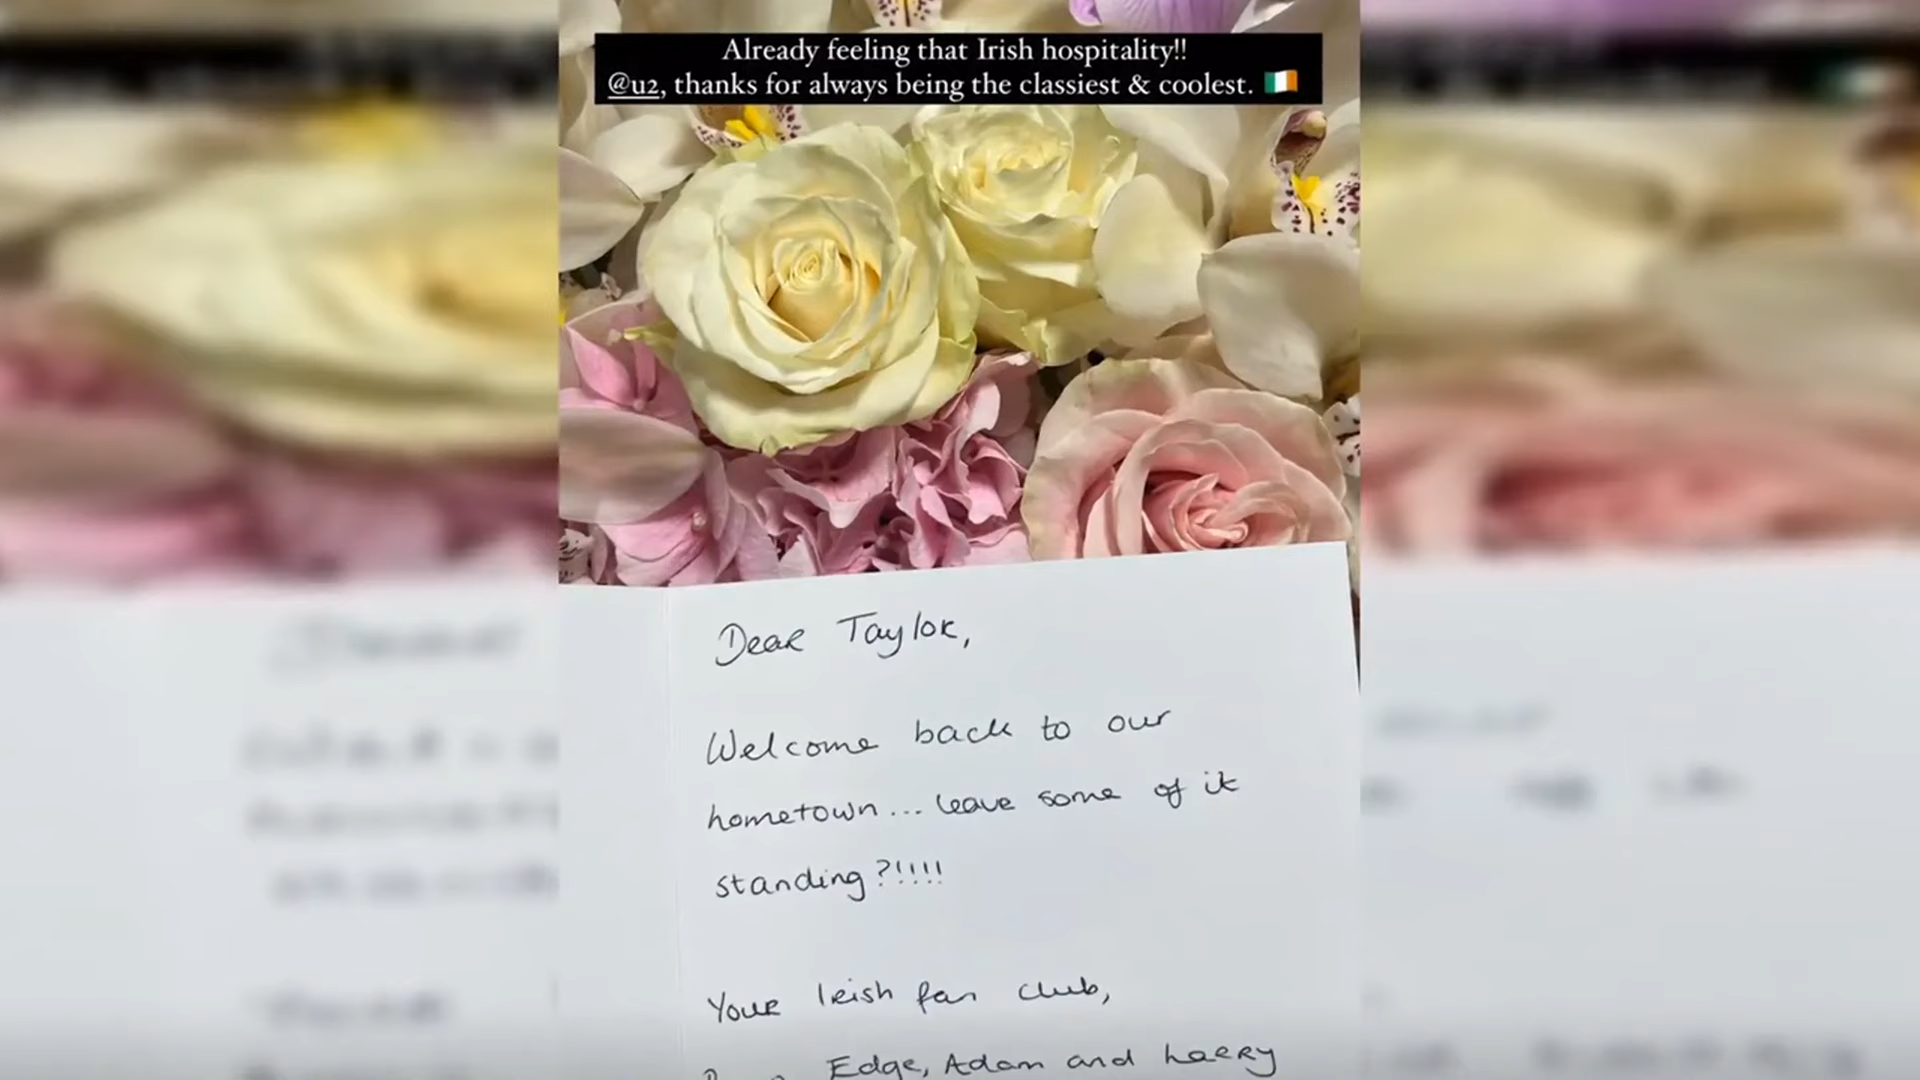 Already feeling that Irish hospitality!!
@u2, thanks for always being the classiest & coolest. 🇮🇪
Dear Taylor,
Welcome back to our
hometown... leave some of it
standing?!!!!
Your Irish fan club,
Edge, Adam and Larry